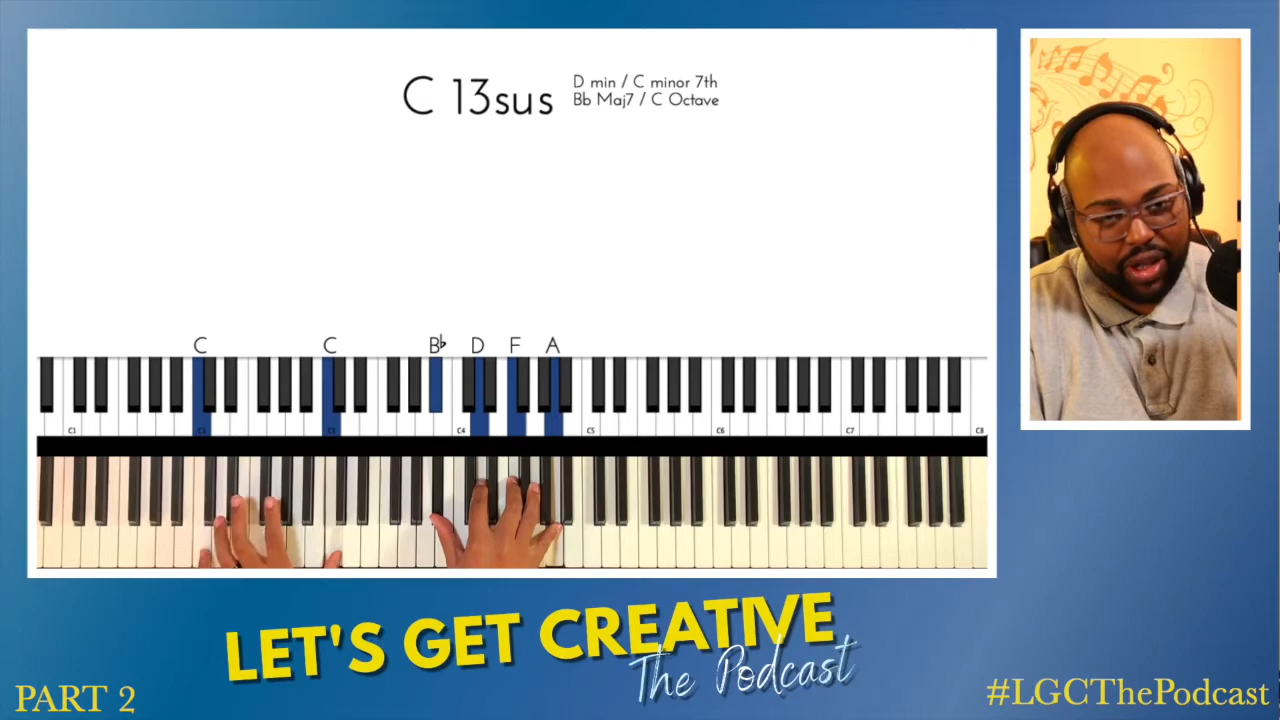 C 13sus
D min / C minor 7th
Bb Maj7 / C Octave
C C B♭ D F A
C1 C2 C3 C4 C5 C6 C7 C8
LET'S GET CREATIVE
The Podcast
PART 2
#LGCThePodcast